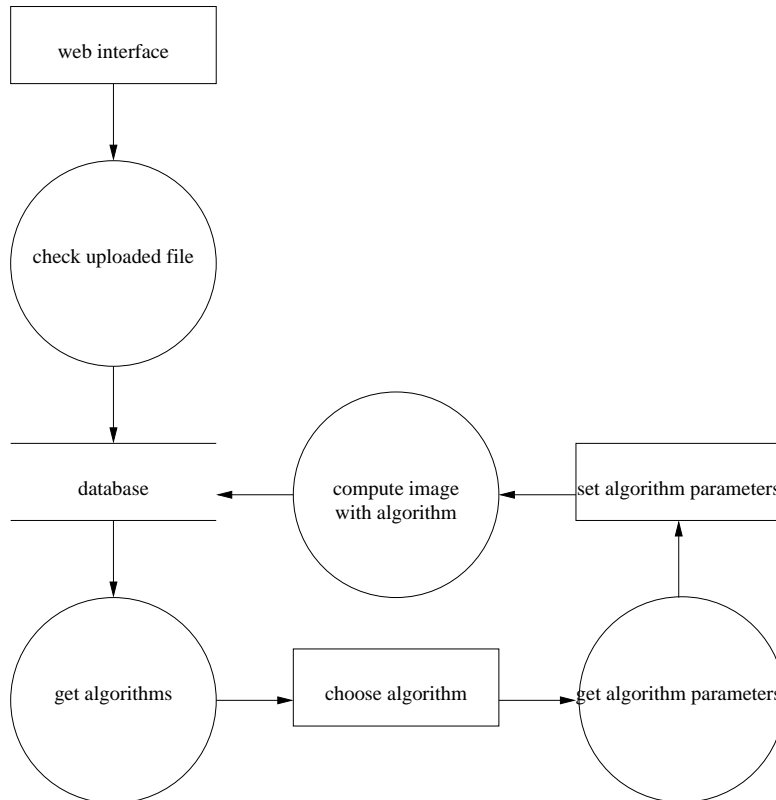 web interface
check uploaded file
database
compute image
with algorithm
set algorithm parameters
get algorithms
choose algorithm
get algorithm parameters